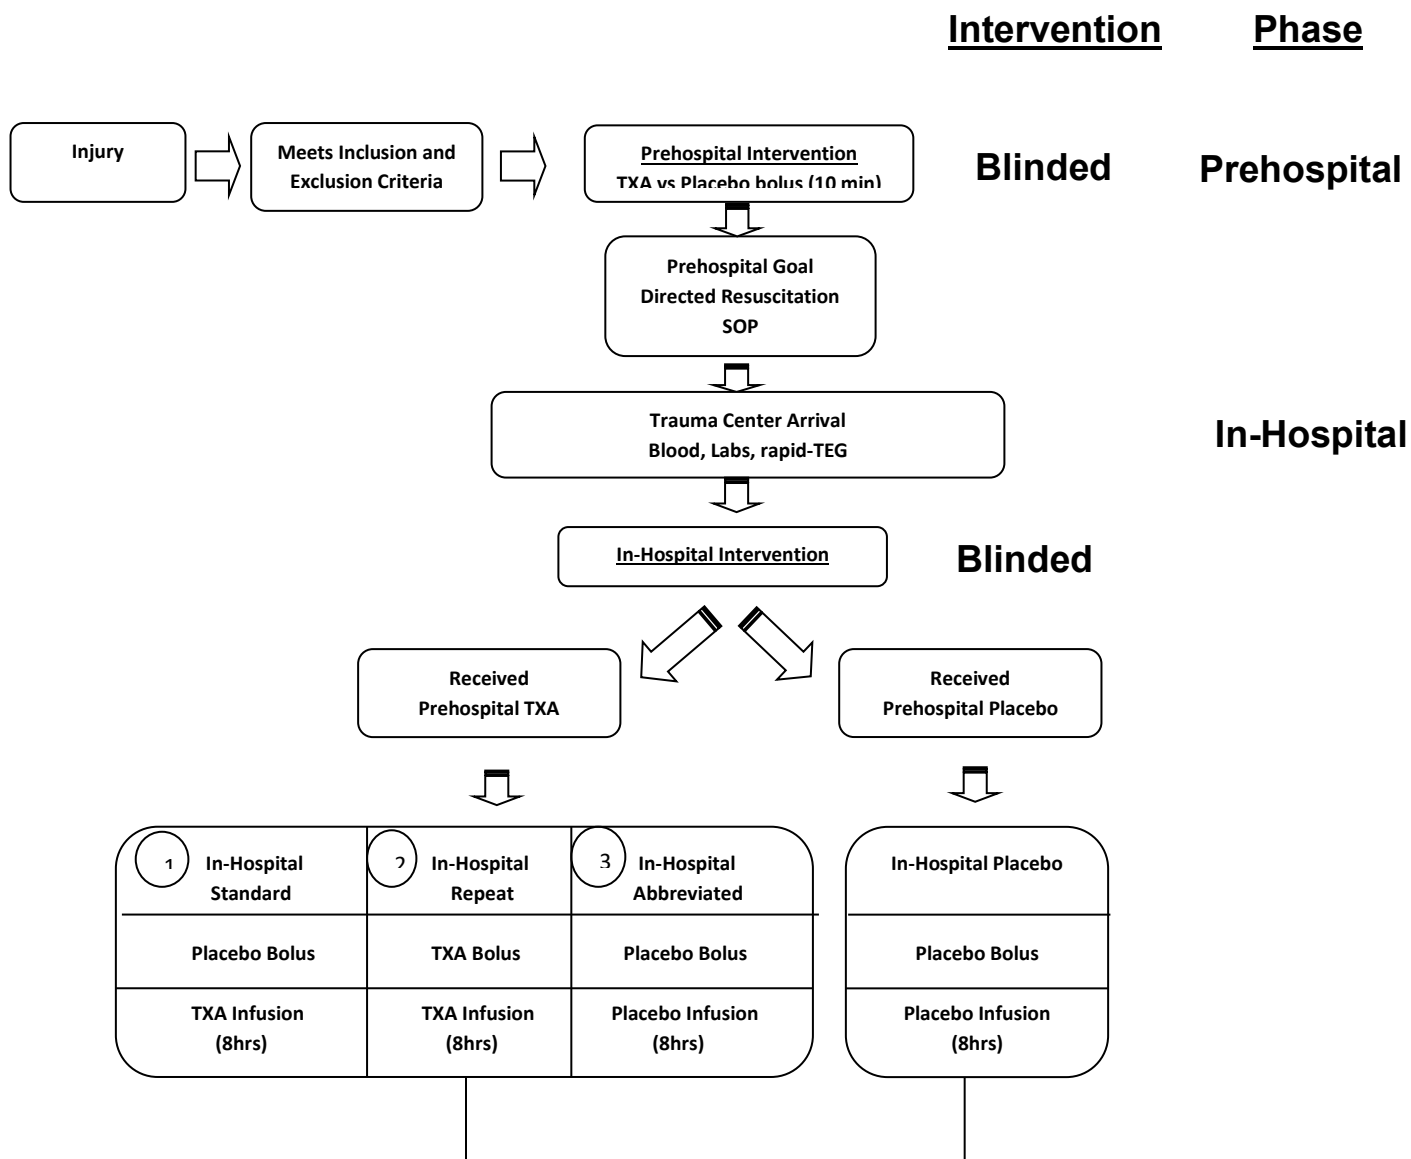 Intervention Phase
Injury
Meets Inclusion and
Exclusion Criteria
Prehospital Intervention
TXA vs Placebo bolus (10 min)
Blinded
Prehospital
Prehospital Goal
Directed Resuscitation
SOP
Trauma Center Arrival
Blood, Labs, rapid-TEG
In-Hospital
In-Hospital Intervention
Blinded
Received
Prehospital TXA
Received
Prehospital Placebo
1
In-Hospital
Standard
2
In-Hospital
Repeat
3
In-Hospital
Abbreviated
In-Hospital Placebo
Placebo Bolus
TXA Bolus
Placebo Bolus
Placebo Bolus
TXA Infusion
(8hrs)
TXA Infusion
(8hrs)
Placebo Infusion
(8hrs)
Placebo Infusion
(8hrs)